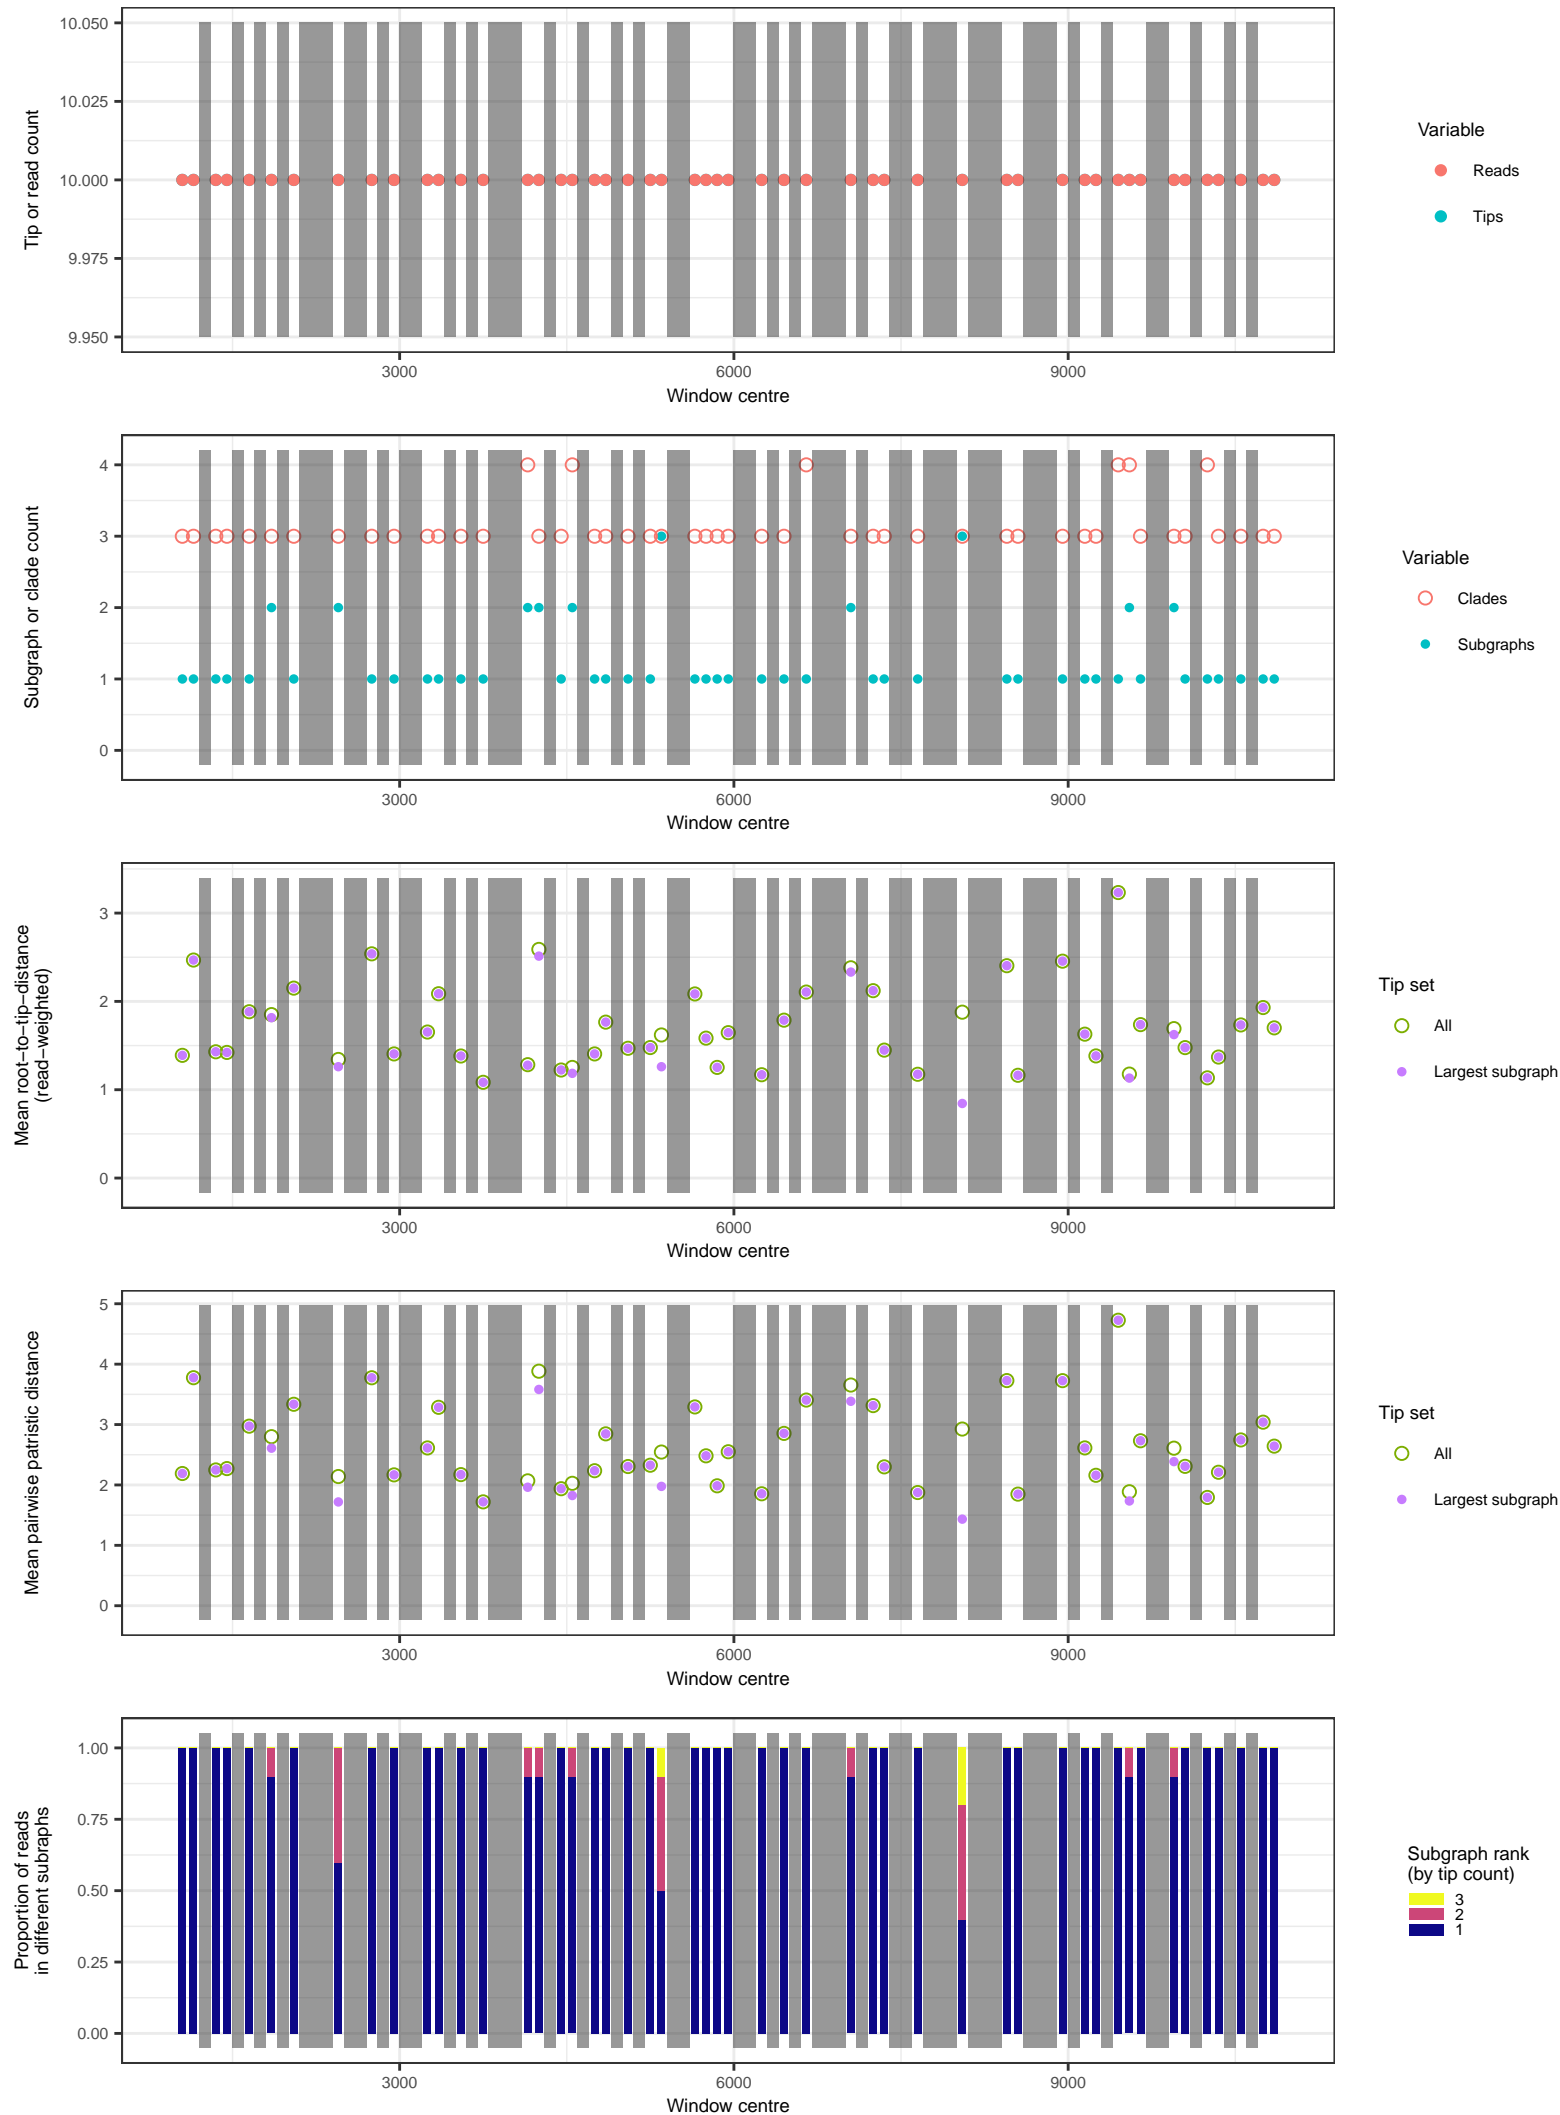 10.050
10.025
10.000
9.975
9.950
Tip or read count
3000
6000
9000
Window centre
Variable
Reads
Tips
4
3
2
1
0
Subgraph or clade count
3000
6000
9000
Window centre
Variable
Clades
Subgraphs
3
2
1
0
Mean root−to−tip−distance
(read−weighted)
3000
6000
9000
Window centre
Tip set
All
Largest subgraph
5
4
3
2
1
0
Mean pairwise patristic distance
3000
6000
9000
Window centre
Tip set
All
Largest subgraph
1.00
0.75
0.50
0.25
0.00
Proportion of reads
in different subraphs
3000
6000
9000
Window centre
Subgraph rank
(by tip count)
3
2
1